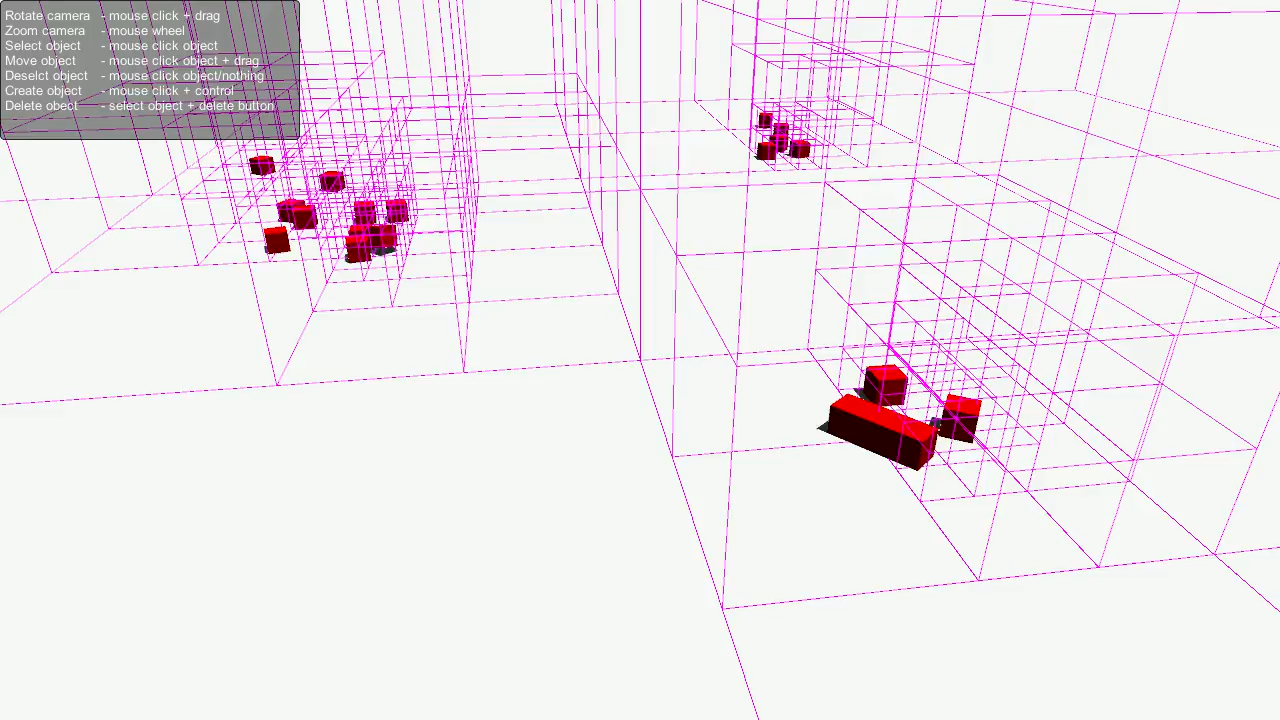 Rotate camera - mouse click + drag
Zoom camera - mouse wheel
Select object - mouse click object
Move object - mouse click object + drag
Deselct object - mouse click object/nothing
Create object - mouse click + control
Delete obect - select object + delete button